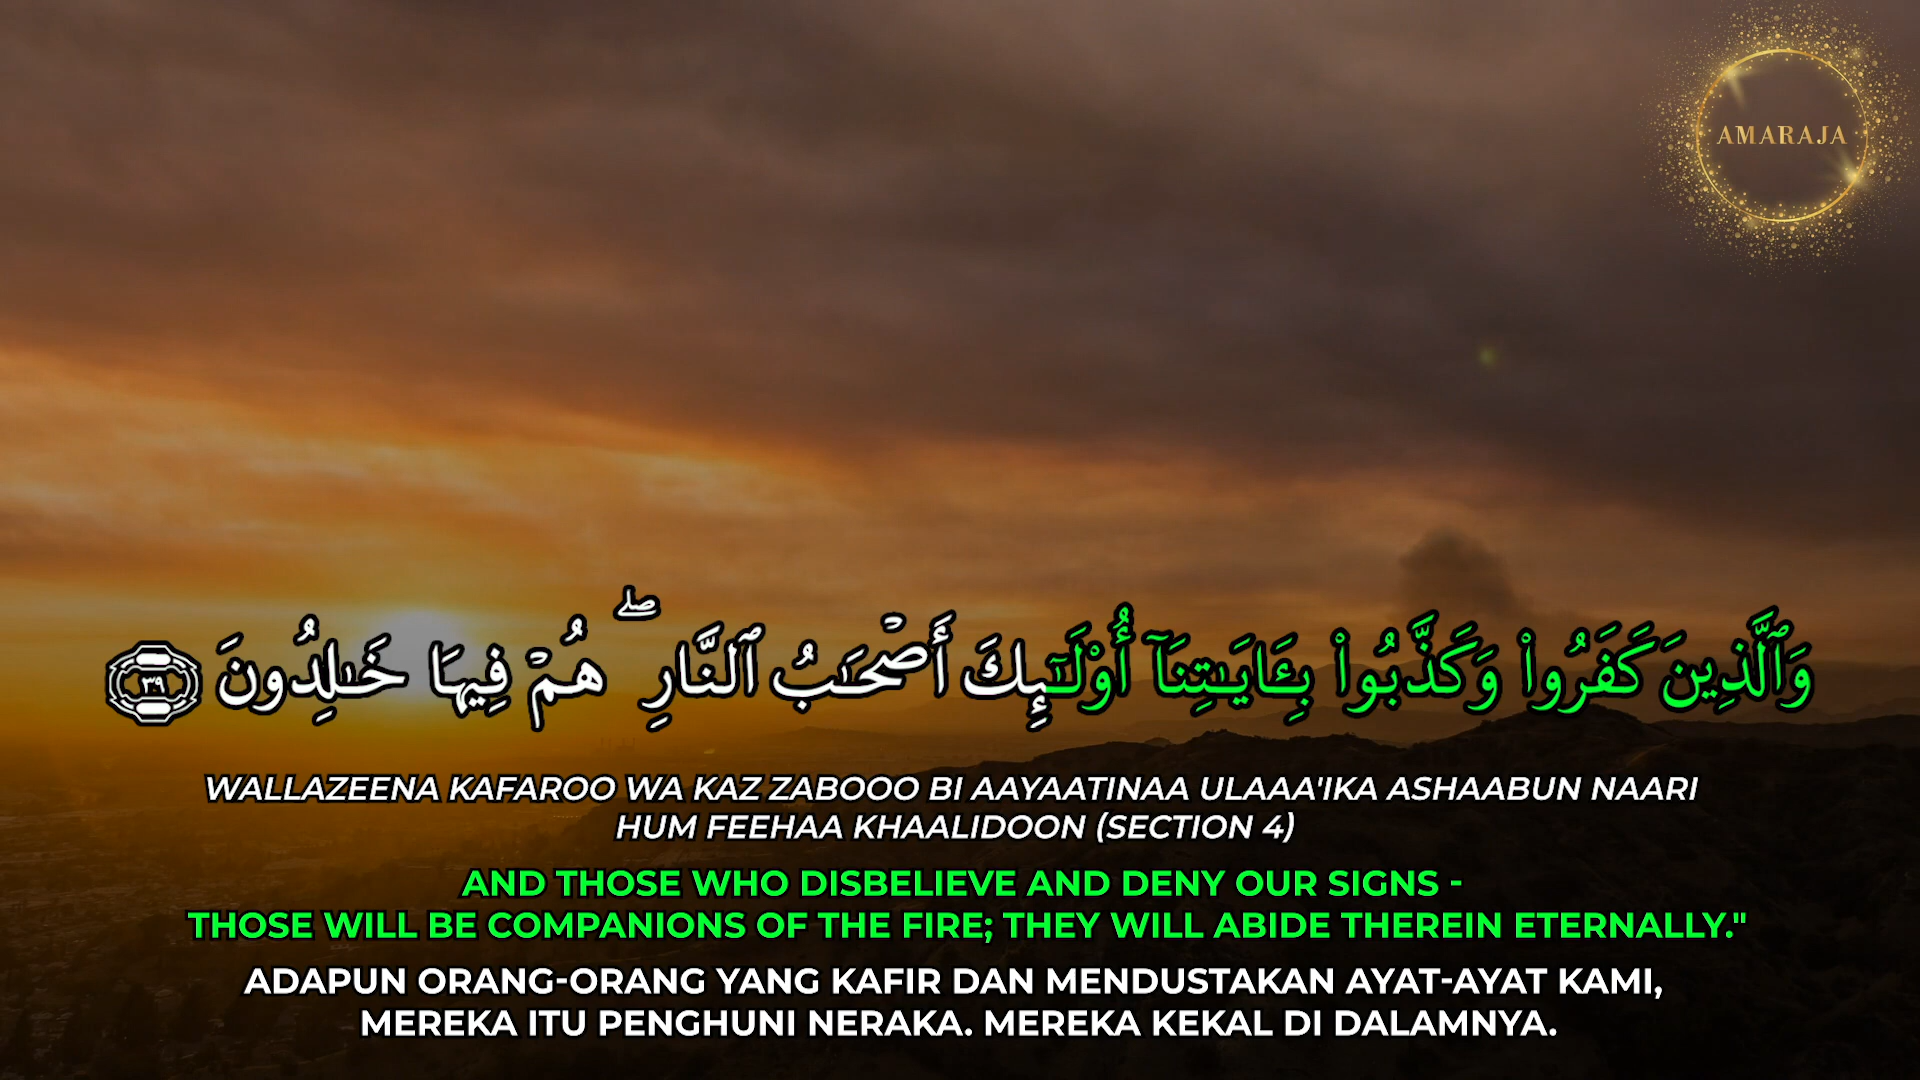 AMARAJA
وَٱلَّذِينَ كَفَرُوا۟ وَكَذَّبُوا۟ بِـَٔايَـٰتِنَآ أُو۟لَـٰٓئِكَ أَصْحَـٰبُ ٱلنَّارِ ۖ هُمْ فِيهَا خَـٰلِدُونَ ٣٩
WALLAZEENA KAFAROO WA KAZ ZABOOO BI AAYAATINAA ULAAA'IKA ASHAABUN NAARI
HUM FEEHAA KHAALIDOON (SECTION 4)
AND THOSE WHO DISBELIEVE AND DENY OUR SIGNS -
THOSE WILL BE COMPANIONS OF THE FIRE; THEY WILL ABIDE THEREIN ETERNALLY."
ADAPUN ORANG-ORANG YANG KAFIR DAN MENDUSTAKAN AYAT-AYAT KAMI,
MEREKA ITU PENGHUNI NERAKA. MEREKA KEKAL DI DALAMNYA.